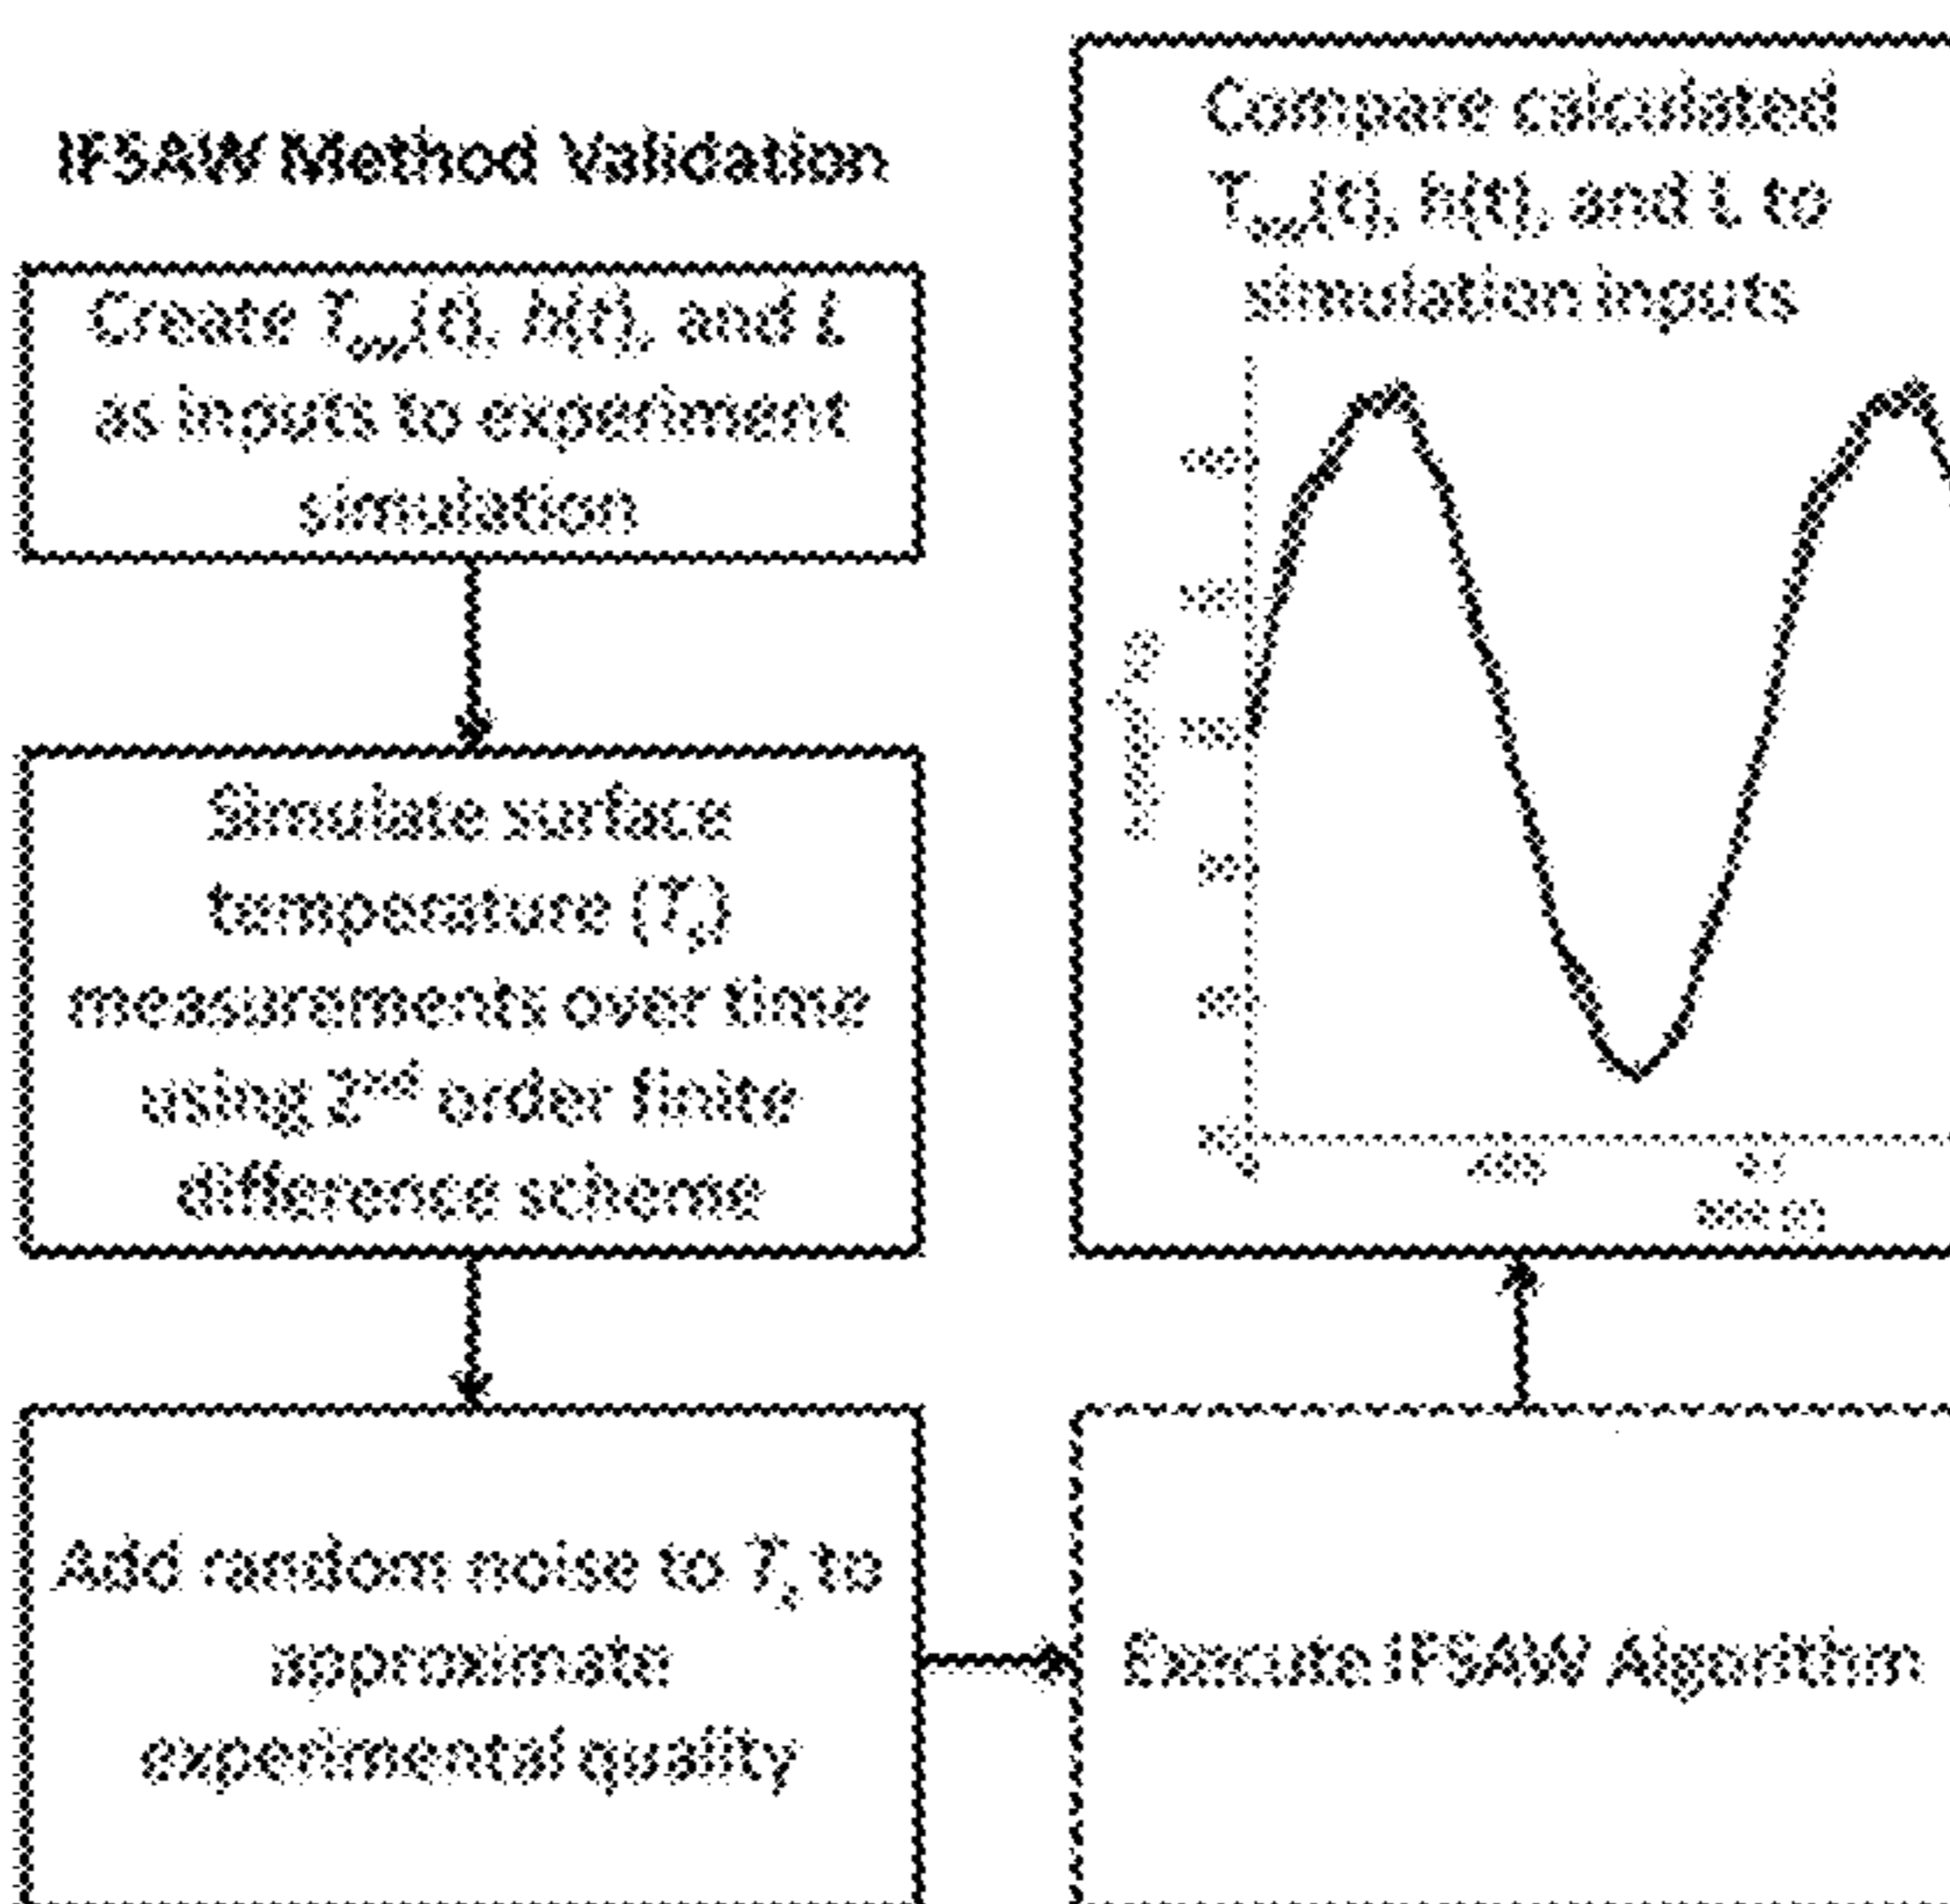 IFSAW Method Validation
Create T (t), h(t), and L
as inputs to experiment
simulation
Simulate surface
temperature (Ts)
measurements over time
using 2nd order finite
difference scheme
Add random noise to Ts to
approximate
experimental quality
Execute IFSAW Algorithm
Compare calculated
T (t), h(t), and L to
simulation inputs